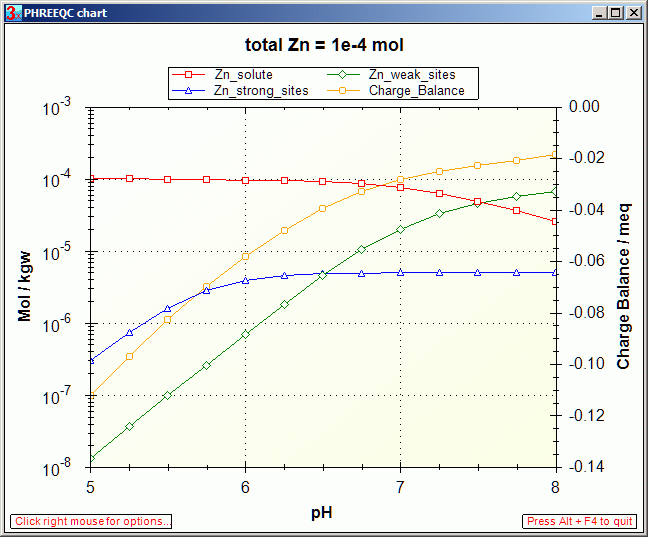 3x PHREEQC chart
total Zn = 1e-4 mol
Zn_solute Zn_weak_sites
Zn_strong_sites Charge_Balance
10^-3 0.00
-0.02
10^-4
-0.04
10^-5
-0.06
Mol / kgw
Charge Balance / meq
10^-6 -0.08
-0.10
10^-7
-0.12
10^-8 -0.14
5 6 7 8
pH
Click right mouse for options...
Press Alt + F4 to quit